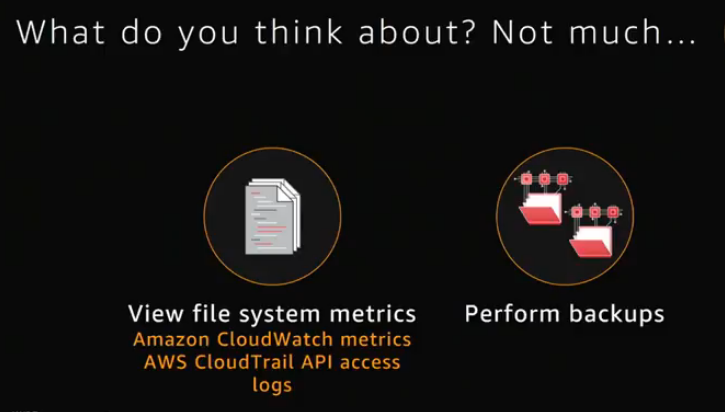 What do you think about? Not much...
View file system metrics
Amazon CloudWatch metrics
AWS CloudTrail API access
logs
Perform backups